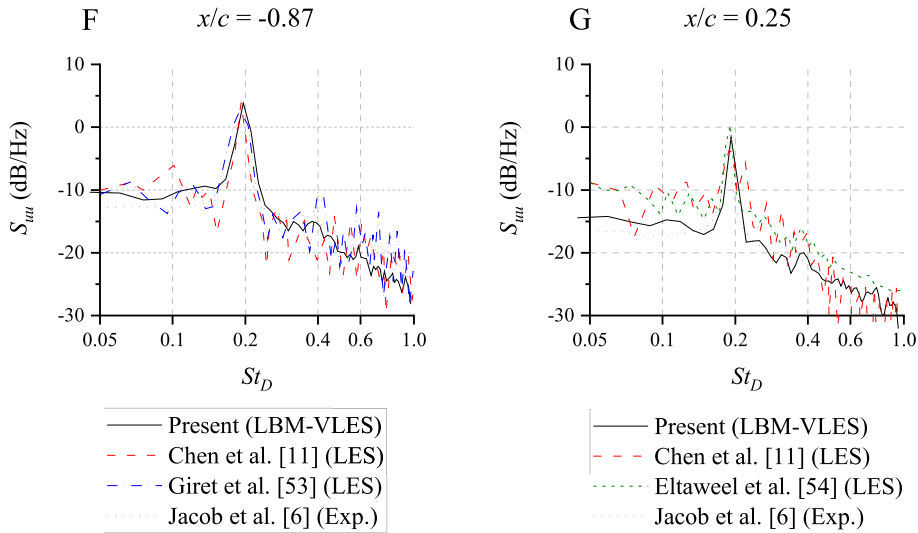 F x/c = -0.87
10
0
-10
-20
-30
S_uu (dB/Hz)
0.05 0.1 0.2 0.4 0.6 1.0
St_D
Present (LBM-VLES)
Chen et al. [11] (LES)
Giret et al. [53] (LES)
Jacob et al. [6] (Exp.)
G x/c = 0.25
10
0
-10
-20
-30
S_uu (dB/Hz)
0.05 0.1 0.2 0.4 0.6 1.0
St_D
Present (LBM-VLES)
Chen et al. [11] (LES)
Eltaweel et al. [54] (LES)
Jacob et al. [6] (Exp.)